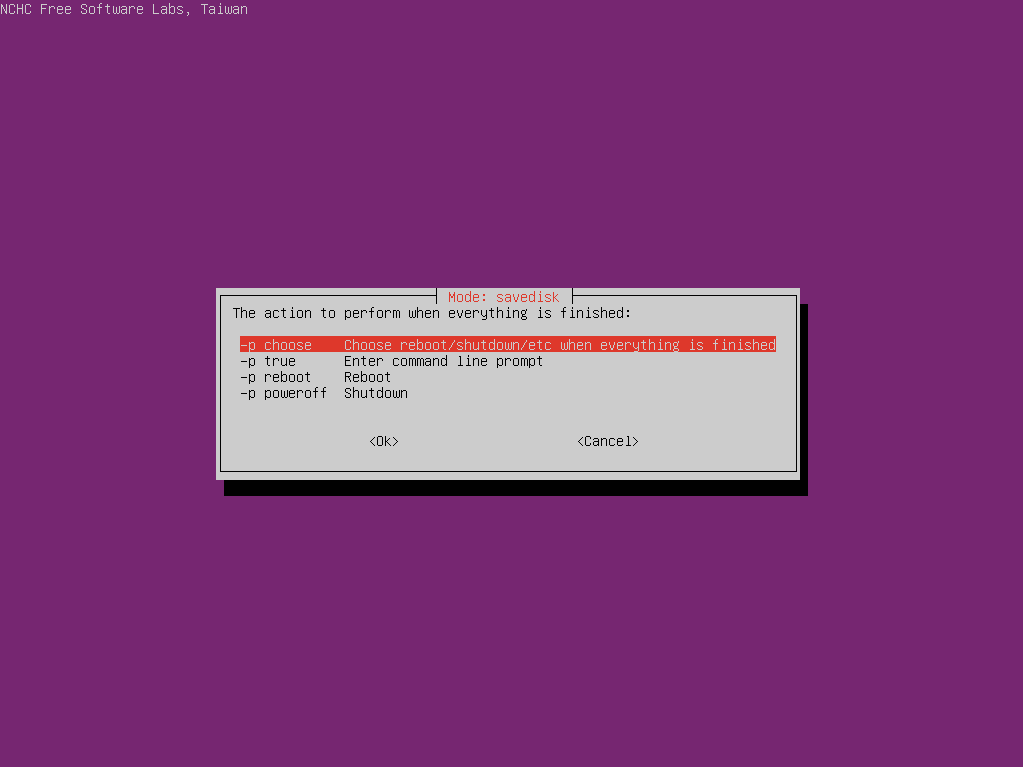 NCHC Free Software Labs, Taiwan
Mode: savedisk
The action to perform when everything is finished:
-p choose    Choose reboot/shutdown/etc when everything is finished
-p true      Enter command line prompt
-p reboot    Reboot
-p poweroff  Shutdown
<Ok>                      <Cancel>